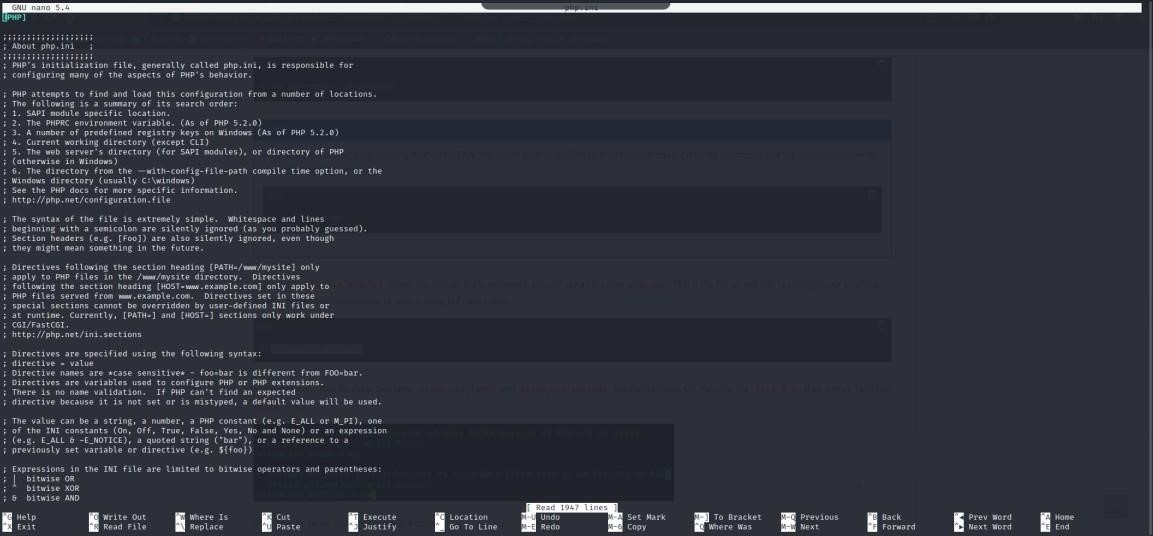 GNU nano 5.4 php.ini
[PHP]
;;;;;;;;;;;;;;;;;;;
; About php.ini   ;
;;;;;;;;;;;;;;;;;;;
; PHP's initialization file, generally called php.ini, is responsible for
; configuring many of the aspects of PHP's behavior.
; PHP attempts to find and load this configuration from a number of locations.
; The following is a summary of its search order:
; 1. SAPI module specific location.
; 2. The PHPRC environment variable. (As of PHP 5.2.0)
; 3. A number of predefined registry keys on Windows (As of PHP 5.2.0)
; 4. Current working directory (except CLI)
; 5. The web server's directory (for SAPI modules), or directory of PHP
; (otherwise in Windows)
; 6. The directory from the --with-config-file-path compile time option, or the
; Windows directory (usually C:\windows)
; See the PHP docs for more specific information.
; http://php.net/configuration.file
; The syntax of the file is extremely simple.  Whitespace and lines
; beginning with a semicolon are silently ignored (as you probably guessed).
; Section headers (e.g. [Foo]) are also silently ignored, even though
; they might mean something in the future.
; Directives following the section heading [PATH=/www/mysite] only
; apply to PHP files in the /www/mysite directory.  Directives
; following the section heading [HOST=www.example.com] only apply to
; PHP files served from www.example.com.  Directives set in these
; special sections cannot be overridden by user-defined INI files or
; at runtime. Currently, [PATH=] and [HOST=] sections only work under
; CGI/FastCGI.
; http://php.net/ini.sections
; Directives are specified using the following syntax:
; directive = value
; Directive names are *case sensitive* - foo=bar is different from FOO=bar.
; Directives are variables used to configure PHP or PHP extensions.
; There is no name validation.  If PHP can't find an expected
; directive because it is not set or is mistyped, a default value will be used.
; The value can be a string, a number, a PHP constant (e.g. E_ALL or M_PI), one
; of the INI constants (On, Off, True, False, Yes, No and None) or an expression
; (e.g. E_ALL & ~E_NOTICE), a quoted string ("bar"), or a reference to a
; previously set variable or directive (e.g. ${foo})
; Expressions in the INI file are limited to bitwise operators and parentheses:
; |  bitwise OR
; ^  bitwise XOR
; &  bitwise AND
[ Read 1947 lines ]
^G Help ^O Write Out ^W Where Is ^K Cut ^T Execute ^C Location M-U Undo M-A Set Mark M-] To Bracket M-Q Previous ^B Back ^◀ Prev Word ^A Home
^X Exit ^R Read File ^\ Replace ^U Paste ^J Justify ^_ Go To Line M-E Redo M-6 Copy ^Q Where Was M-W Next ^F Forward ^▶ Next Word ^E End